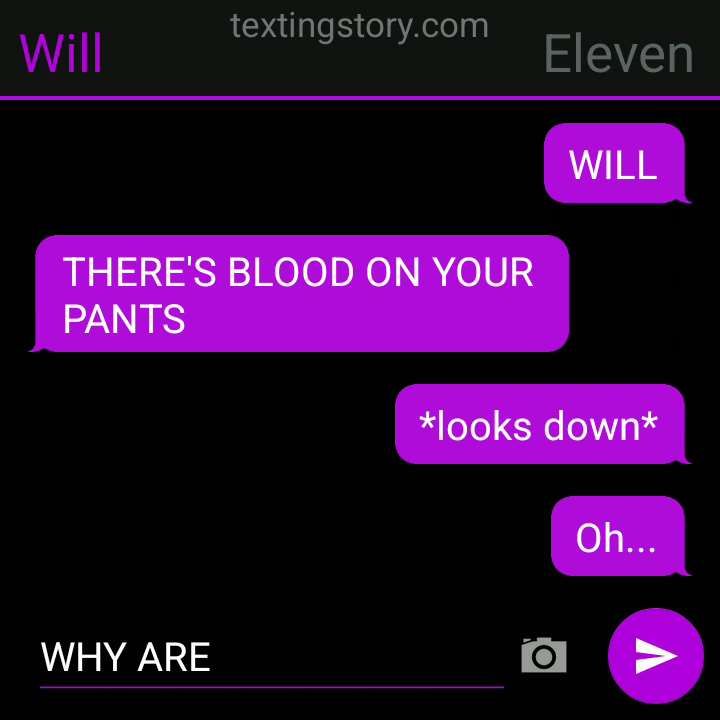 textingstory.com
Will
Eleven
WILL
THERE'S BLOOD ON YOUR
PANTS
*looks down*
Oh...
WHY ARE